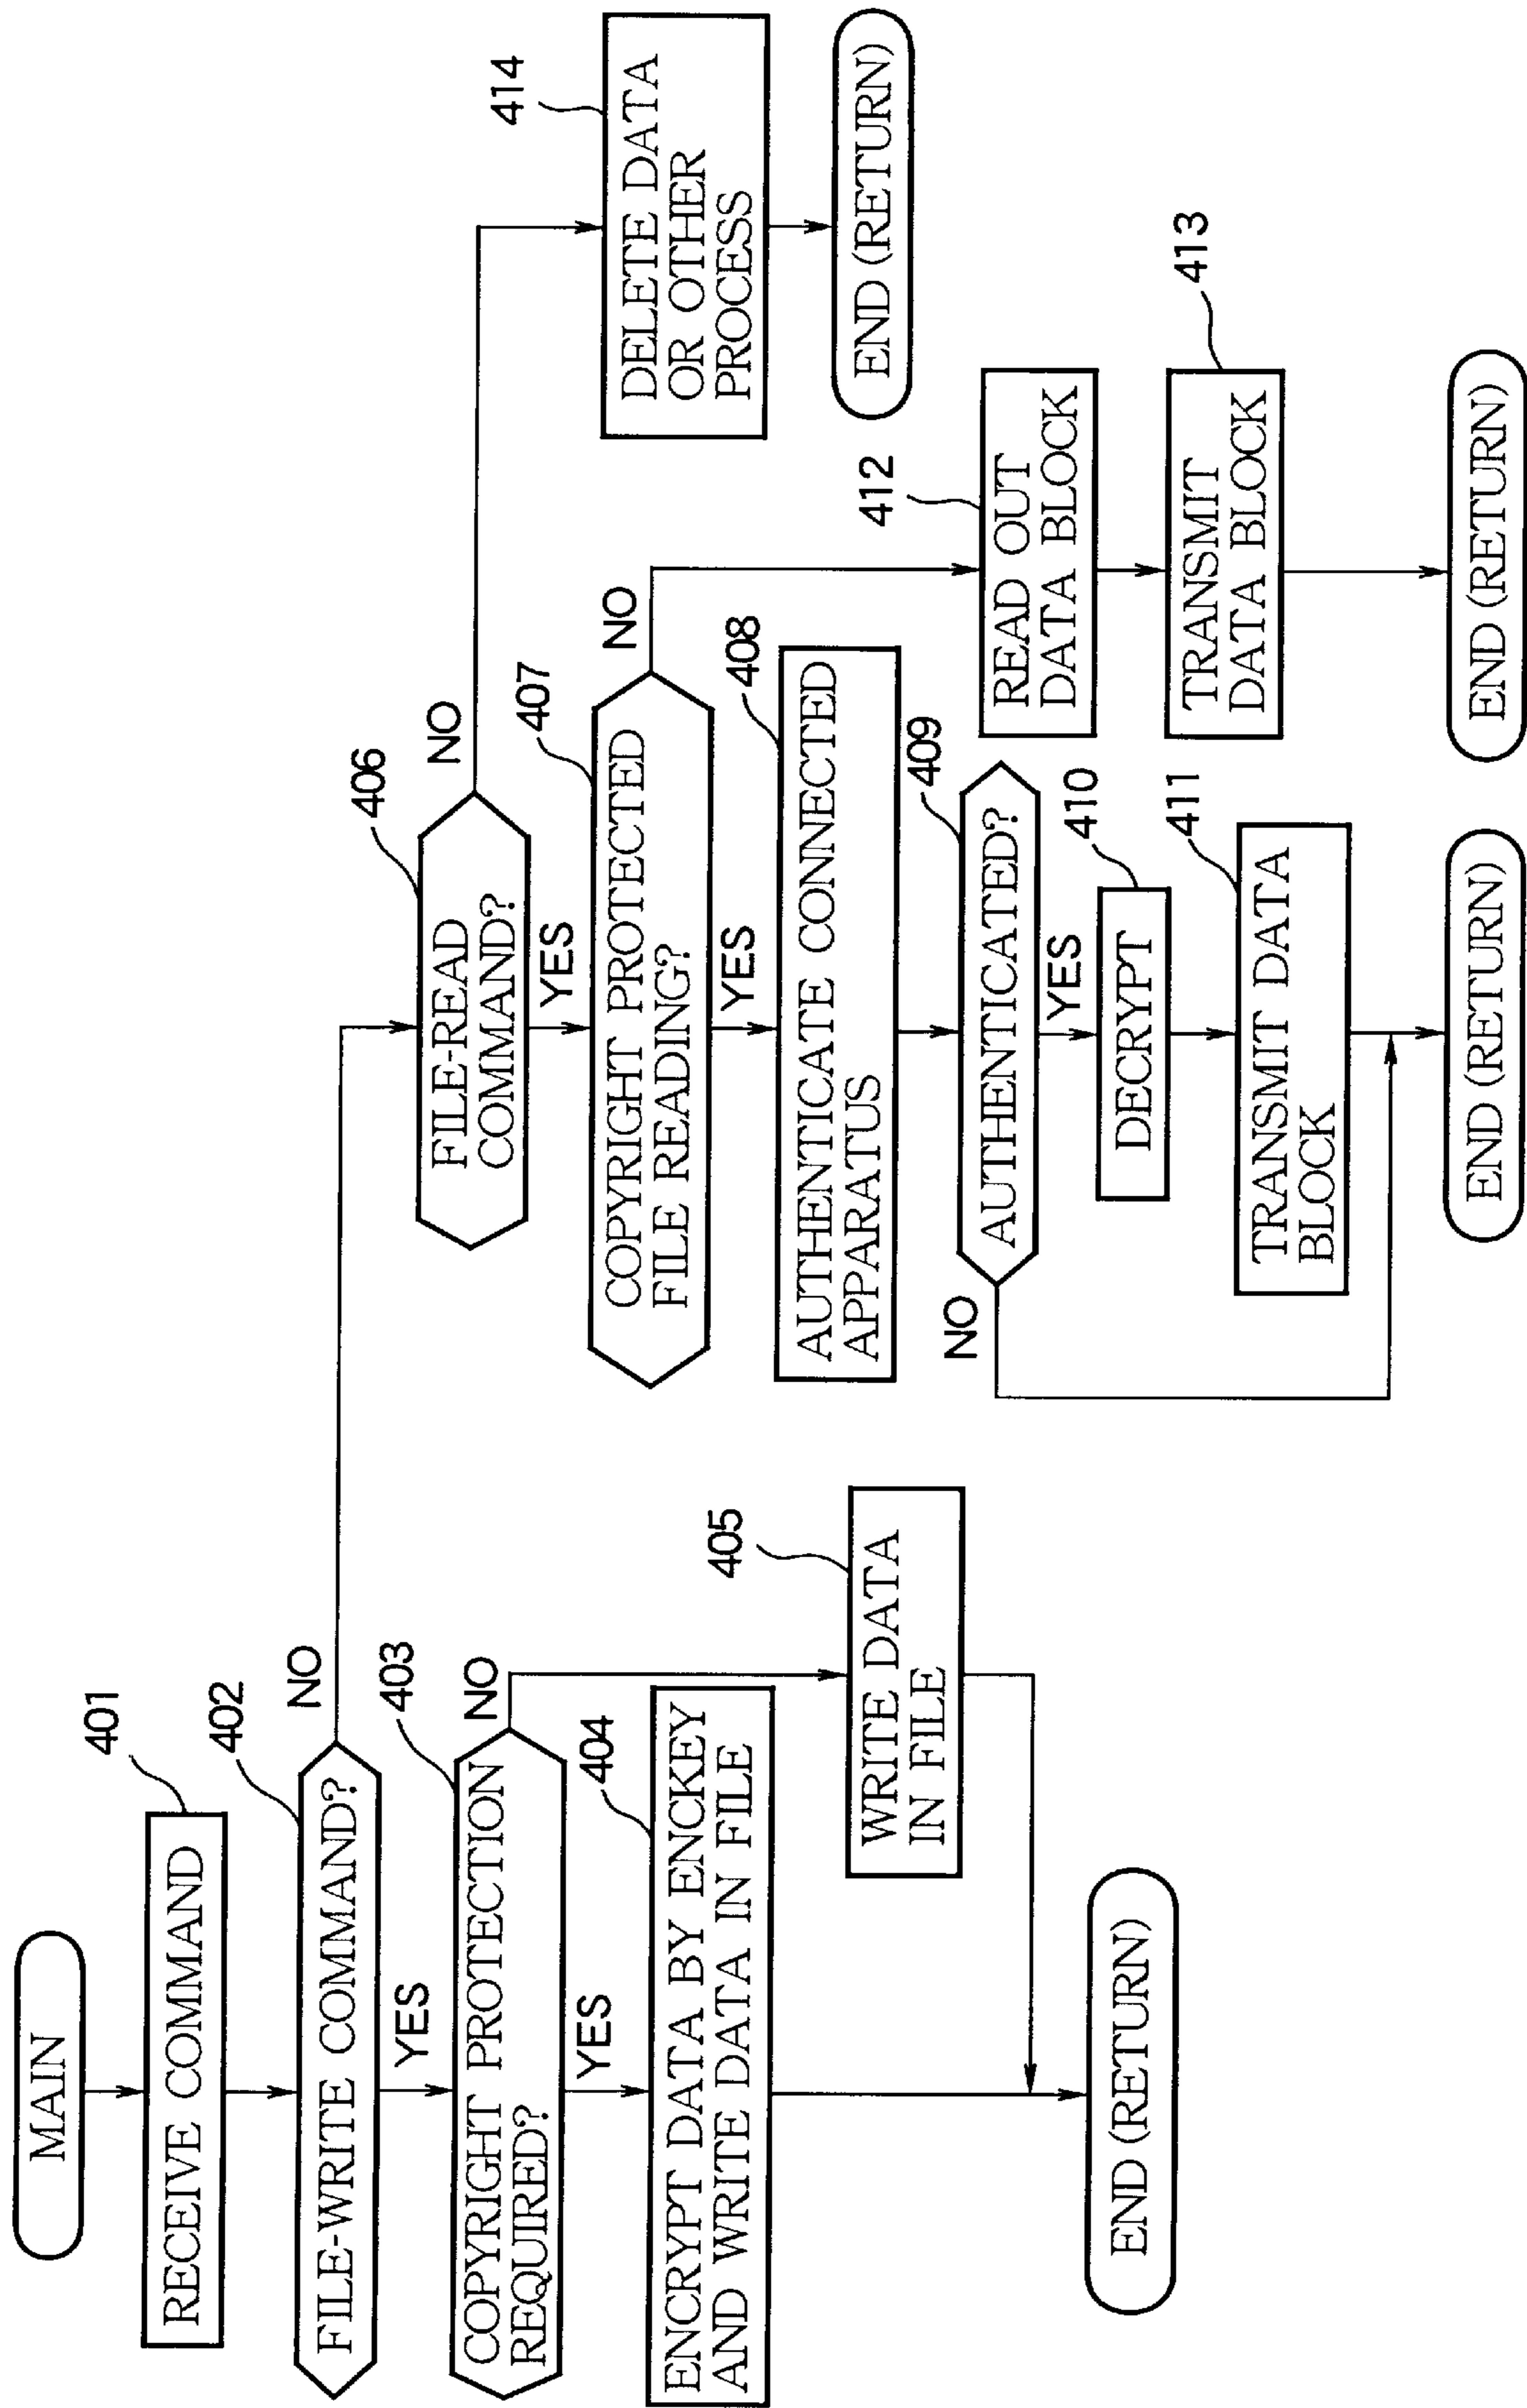 MAIN
401
RECEIVE COMMAND
402
FILE-WRITE COMMAND?
NO
YES
403
COPYRIGHT PROTECTION
REQUIRED?
NO
YES
404
ENCRYPT DATA BY ENCKEY
AND WRITE DATA IN FILE
405
WRITE DATA
IN FILE
END (RETURN)
406
FILE-READ
COMMAND?
NO
YES
407
COPYRIGHT PROTECTED
FILE READING?
NO
YES
408
AUTHENTICATE CONNECTED
APPARATUS
409
AUTHENTICATED?
NO
YES
410
DECRYPT
411
TRANSMIT DATA
BLOCK
END (RETURN)
412
READ OUT
DATA BLOCK
413
TRANSMIT
DATA BLOCK
END (RETURN)
414
DELETE DATA
OR OTHER
PROCESS
END (RETURN)